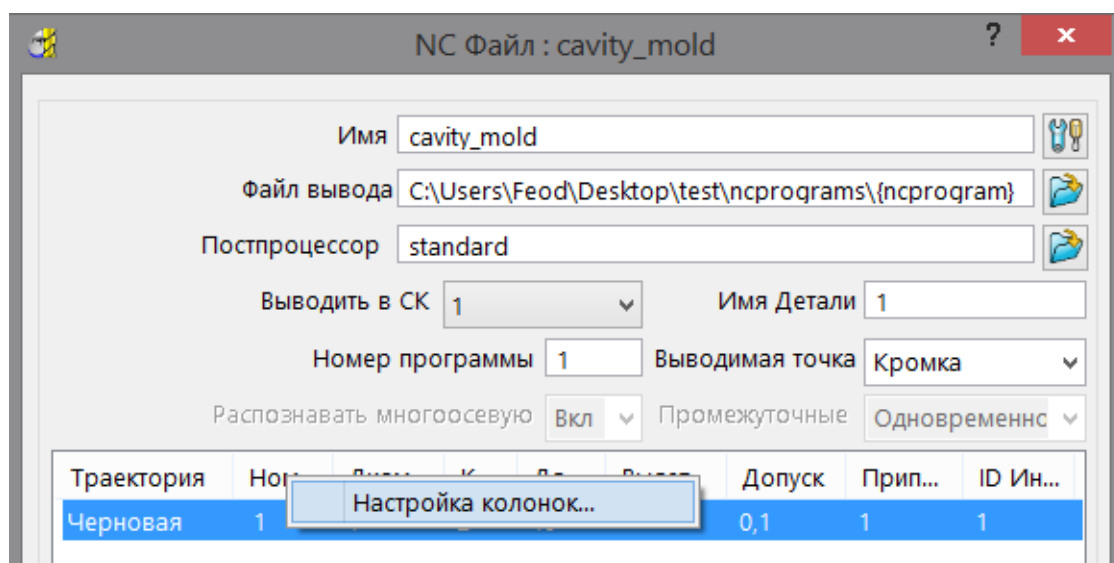 NC Файл : cavity_mold ? x
Имя cavity_mold
Файл вывода C:\Users\Feod\Desktop\test\ncprograms\{ncprogram}
Постпроцессор standard
Выводить в СК 1 Имя Детали 1
Номер программы 1 Выводимая точка Кромка
Распознавать многоосевую Вкл Промежуточные Одновременно
Траектория Допуск Прип... ID Ин...
Настройка колонок...
Черновая 1 0,1 1 1